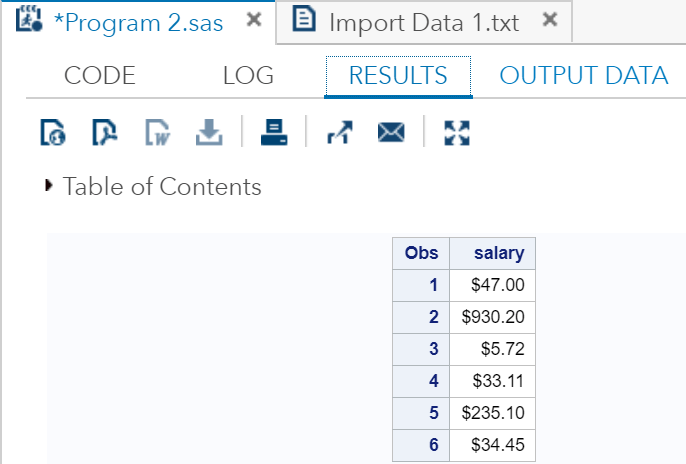 *Program 2.sas × Import Data 1.txt ×
CODE LOG RESULTS OUTPUT DATA
Table of Contents
Obs salary
1 $47.00
2 $930.20
3 $5.72
4 $33.11
5 $235.10
6 $34.45